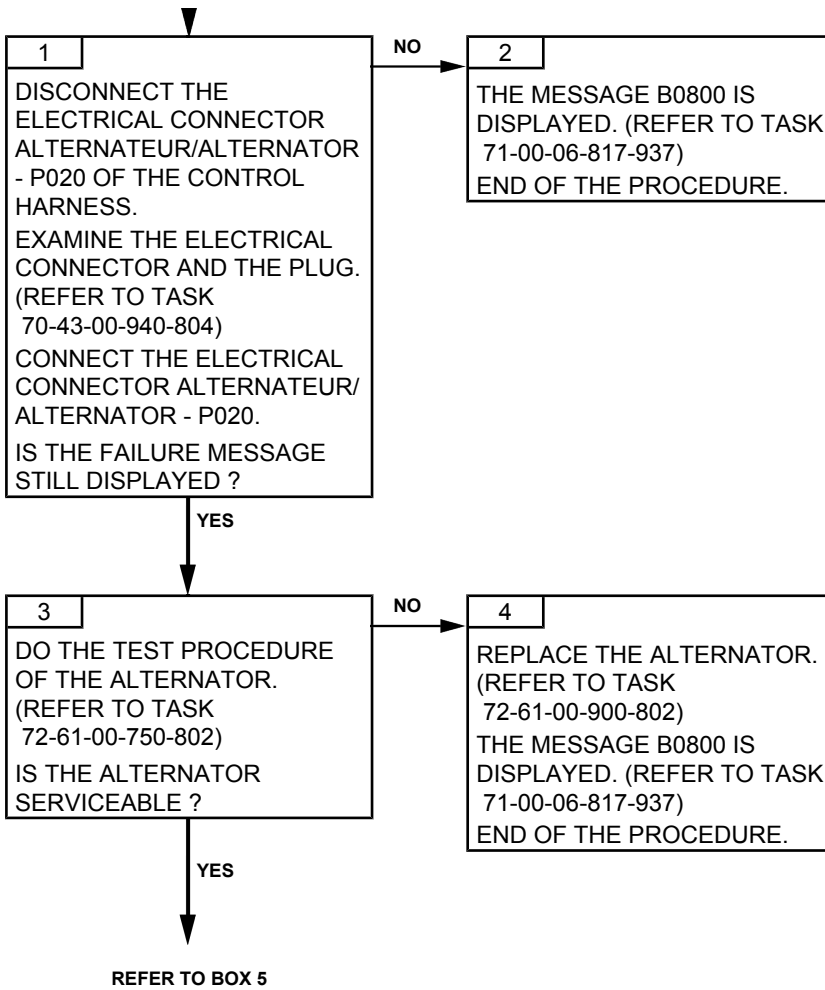 1
DISCONNECT THE
ELECTRICAL CONNECTOR
ALTERNATEUR/ALTERNATOR
- P020 OF THE CONTROL
HARNESS.
EXAMINE THE ELECTRICAL
CONNECTOR AND THE PLUG.
(REFER TO TASK
70-43-00-940-804)
CONNECT THE ELECTRICAL
CONNECTOR ALTERNATEUR/
ALTERNATOR - P020.
IS THE FAILURE MESSAGE
STILL DISPLAYED ?
NO
2
THE MESSAGE B0800 IS
DISPLAYED. (REFER TO TASK
71-00-06-817-937)
END OF THE PROCEDURE.
YES
3
DO THE TEST PROCEDURE
OF THE ALTERNATOR.
(REFER TO TASK
72-61-00-750-802)
IS THE ALTERNATOR
SERVICEABLE ?
NO
4
REPLACE THE ALTERNATOR.
(REFER TO TASK
72-61-00-900-802)
THE MESSAGE B0800 IS
DISPLAYED. (REFER TO TASK
71-00-06-817-937)
END OF THE PROCEDURE.
YES
REFER TO BOX 5